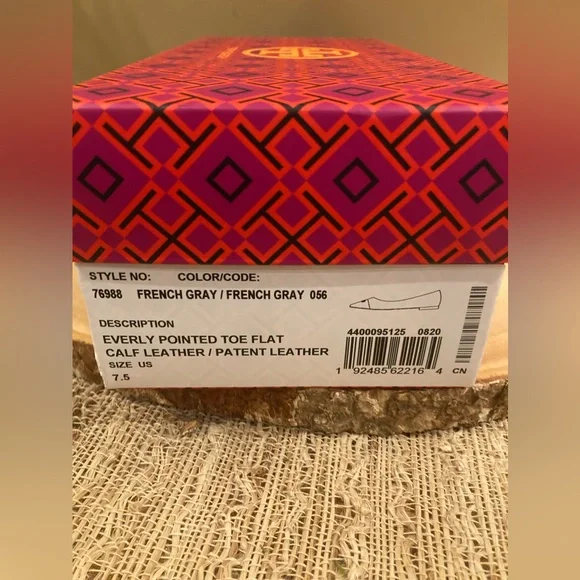 STYLE NO: COLOR/CODE:
76988 FRENCH GRAY / FRENCH GRAY 056
DESCRIPTION
EVERLY POINTED TOE FLAT
CALF LEATHER / PATENT LEATHER
SIZE US
7.5
4400095125 0820
1 92485 62216 4 CN